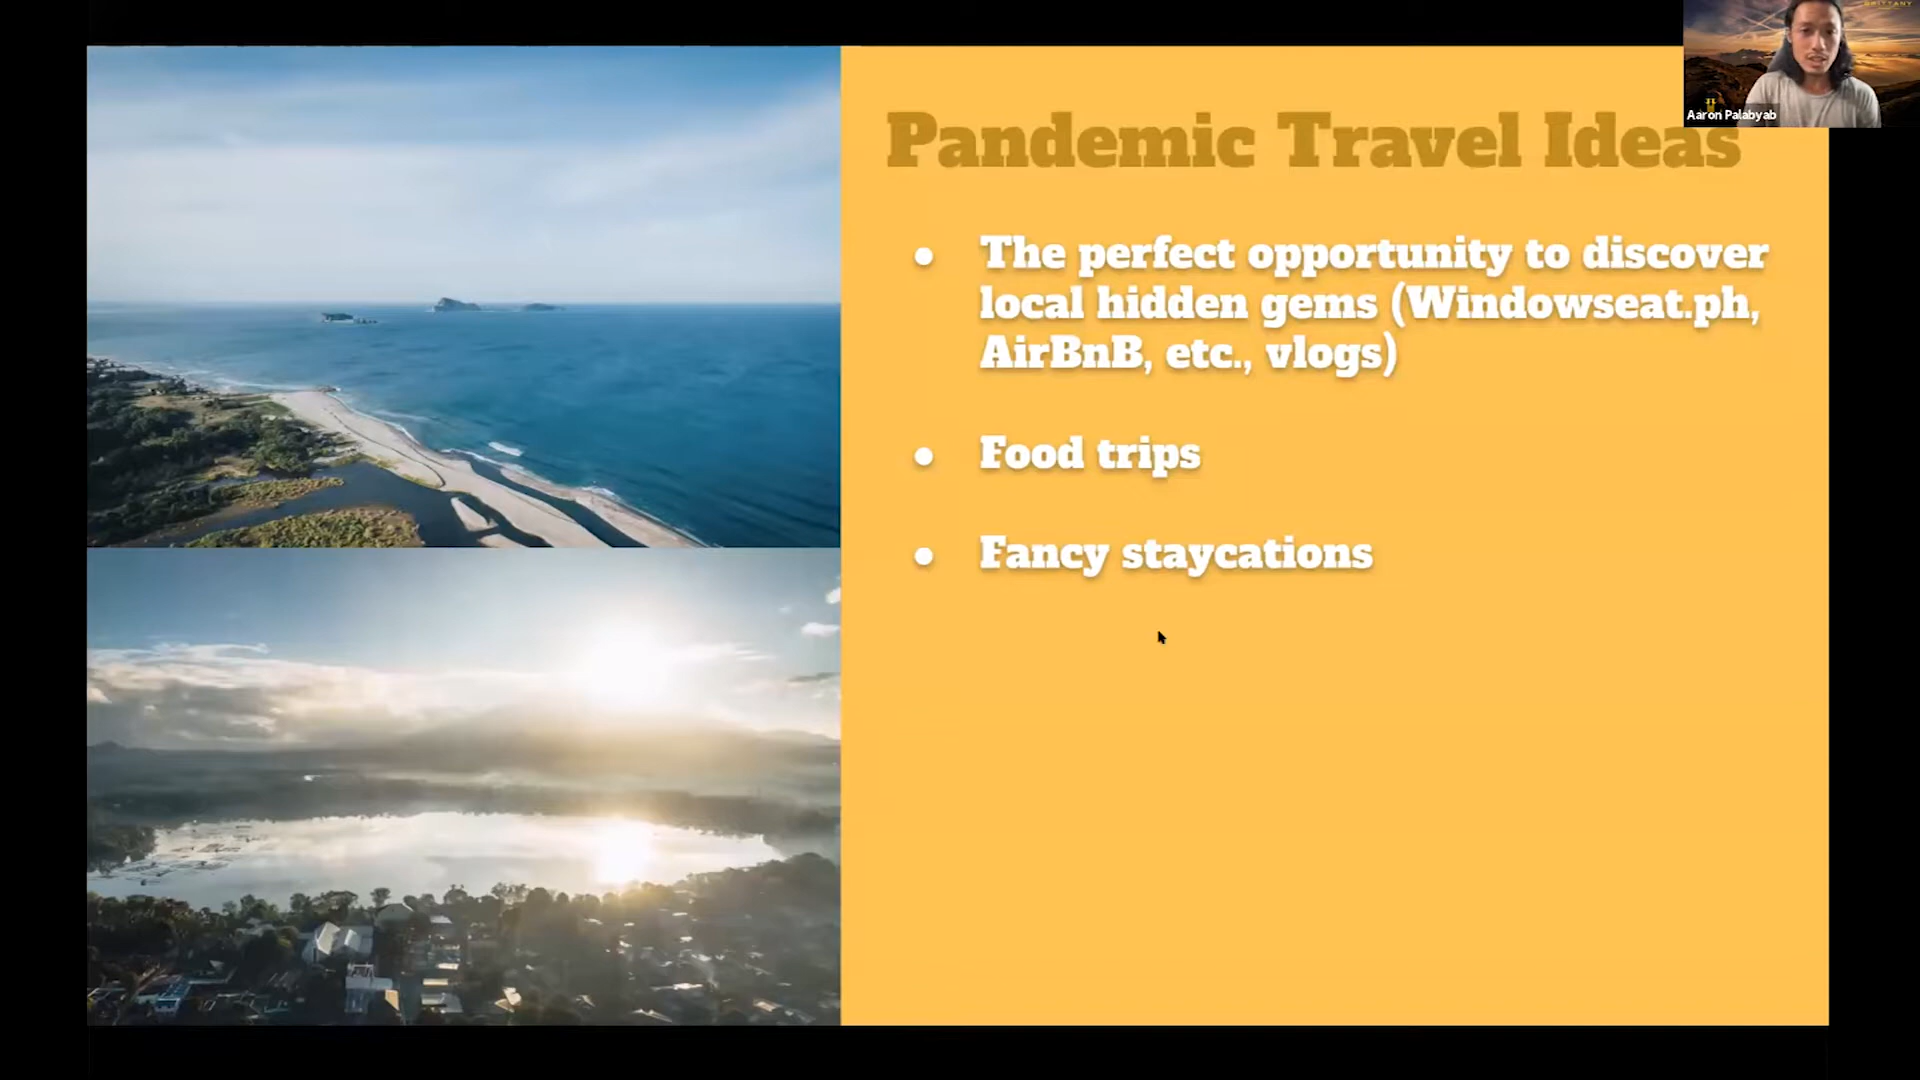 BRITTANY
Aaron Palabyab
Pandemic Travel Ideas
● The perfect opportunity to discover
local hidden gems (Windowseat.ph,
AirBnB, etc., vlogs)
● Food trips
● Fancy staycations